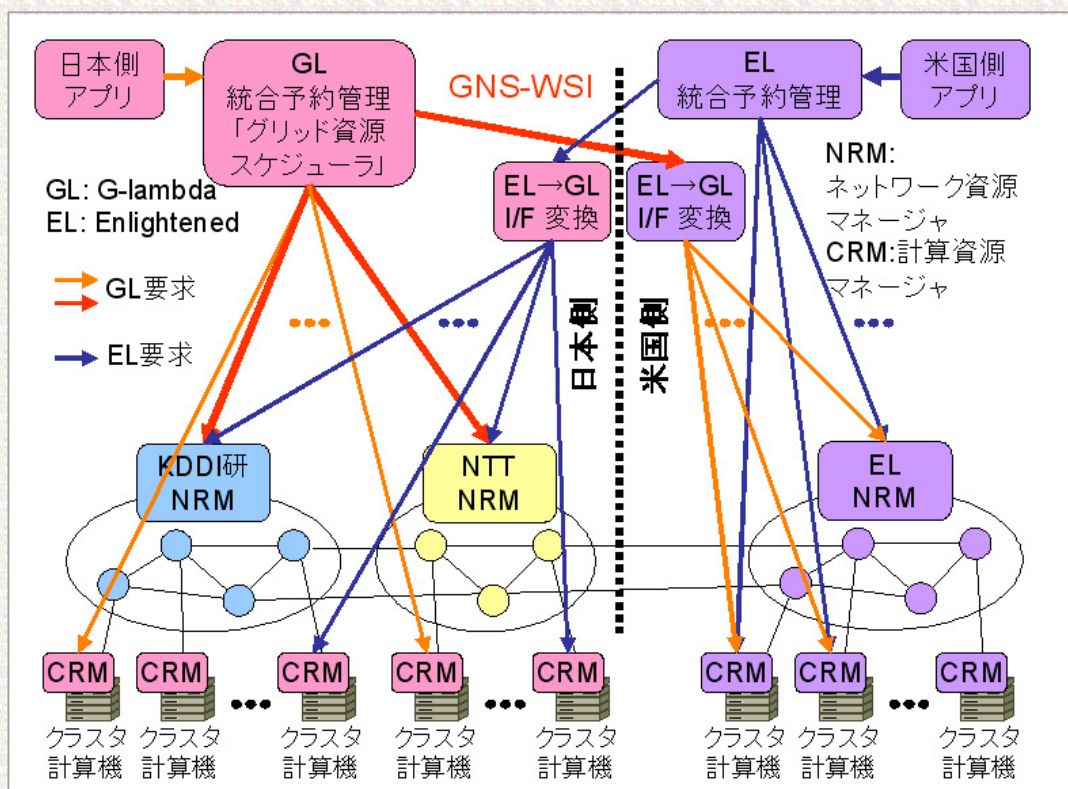 日本側
アプリ
GL
統合予約管理
「グリッド資源
スケジューラ」
GNS-WSI
EL
統合予約管理
米国側
アプリ
GL: G-lambda
EL: Enlightened
EL→GL
I/F 変換
EL→GL
I/F 変換
NRM:
ネットワーク資源
マネージャ
CRM:計算資源
マネージャ
GL要求
EL要求
•••
•••
•••
•••
日本側
米国側
KDDI研
NRM
NTT
NRM
EL
NRM
CRM
CRM
•••
CRM
CRM
•••
CRM
CRM
CRM
•••
CRM
クラスタ
計算機
クラスタ
計算機
クラスタ
計算機
クラスタ
計算機
クラスタ
計算機
クラスタ
計算機
クラスタ
計算機
クラスタ
計算機